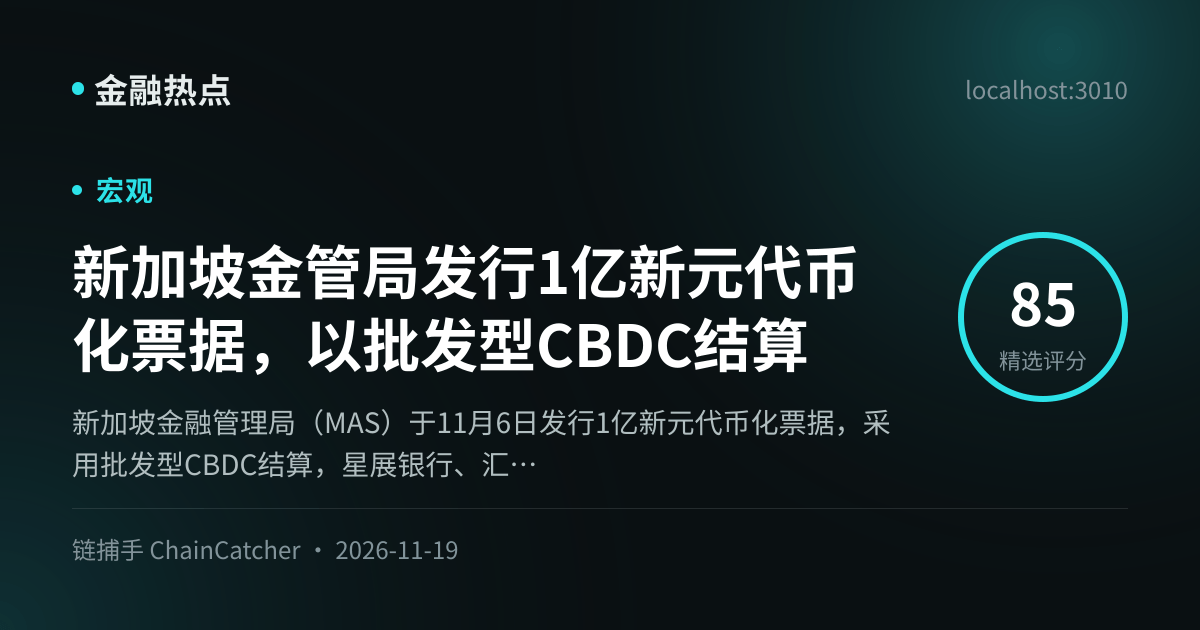 金融热点
localhost:3010
宏观
新加坡金管局发行1亿新元代币
化票据，以批发型CBDC结算
85
精选评分
新加坡金融管理局（MAS）于11月6日发行1亿新元代币化票据，采
用批发型CBDC结算，星展银行、汇…
链捕手 ChainCatcher · 2026-11-19